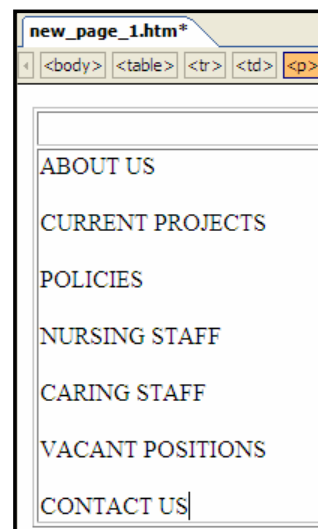 new_page_1.htm*
<body> <table> <tr> <td> <p>
ABOUT US
CURRENT PROJECTS
POLICIES
NURSING STAFF
CARING STAFF
VACANT POSITIONS
CONTACT US